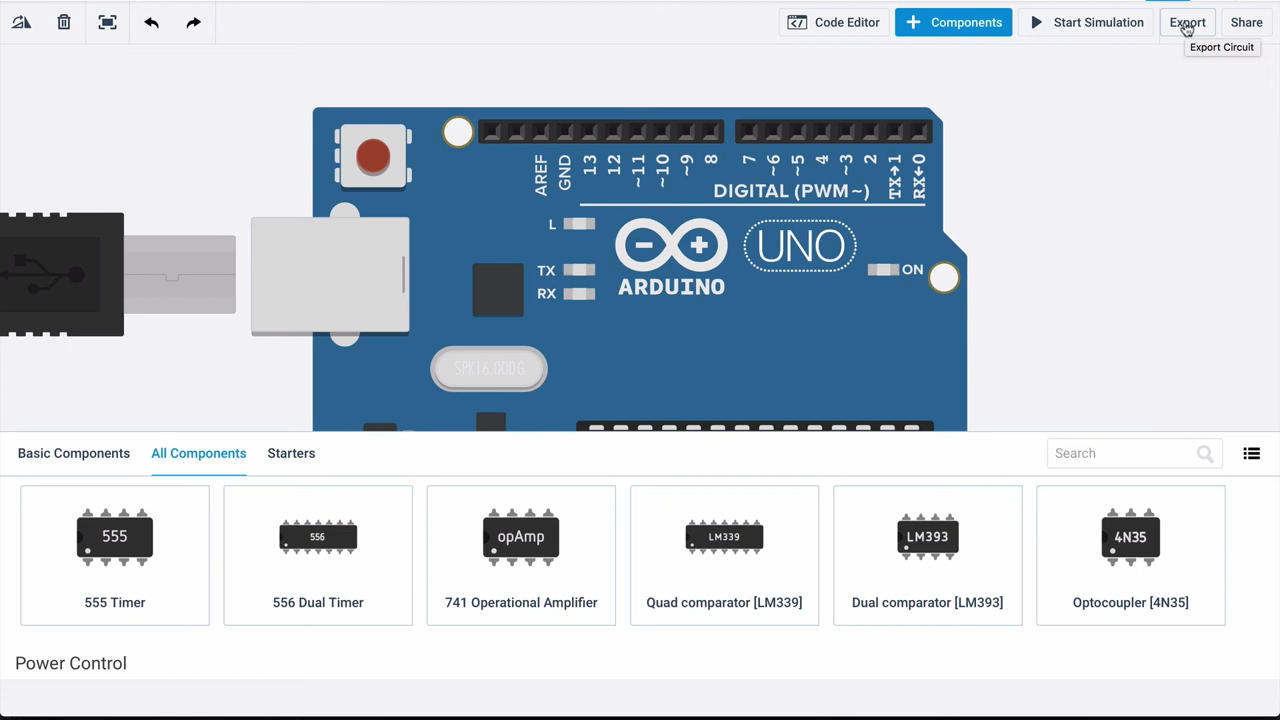 Code Editor
Components
Start Simulation
Export
Share
Export Circuit
AREF
GND
13
12
~11
~10
~9
8
7
~6
~5
4
~3
2
TX→1
RX←0
DIGITAL (PWM~)
L
TX
RX
UNO
ON
ARDUINO
SPK16.000G
Basic Components
All Components
Starters
Search
555
556
opAmp
LM339
LM393
4N35
555 Timer
556 Dual Timer
741 Operational Amplifier
Quad comparator [LM339]
Dual comparator [LM393]
Optocoupler [4N35]
Power Control